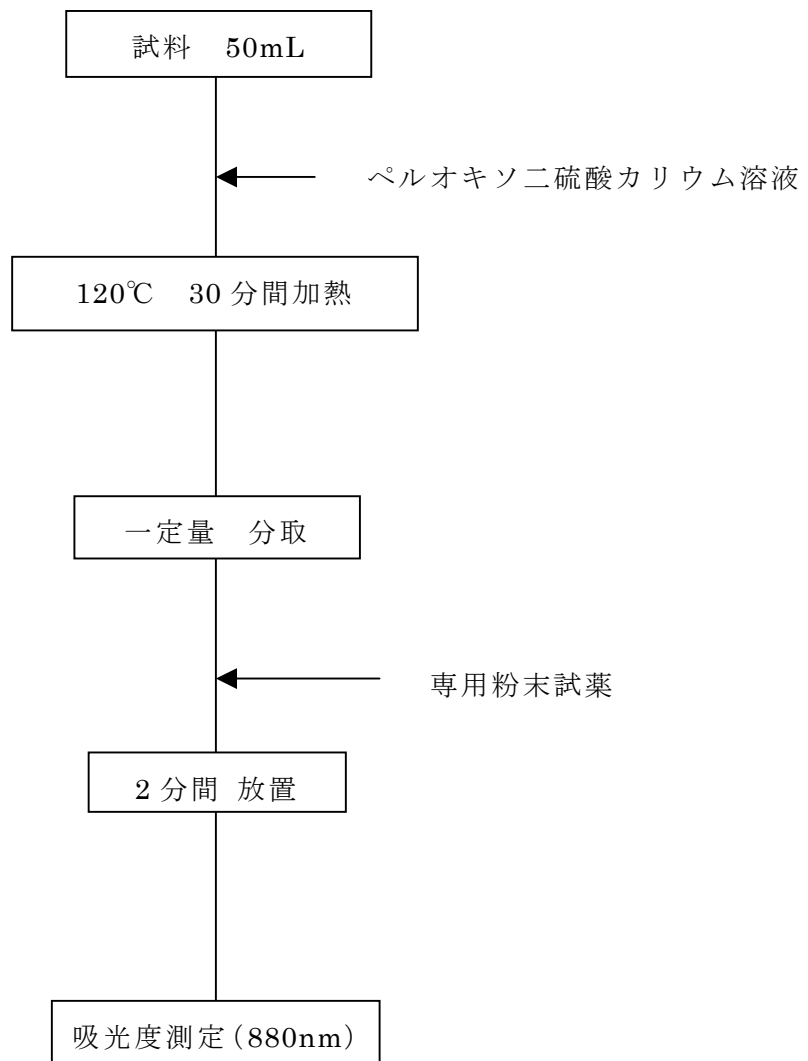 試料 50mL
ペルオキソ二硫酸カリウム溶液
120℃ 30分間加熱
一定量 分取
専用粉末試薬
2分間 放置
吸光度測定(880nm)